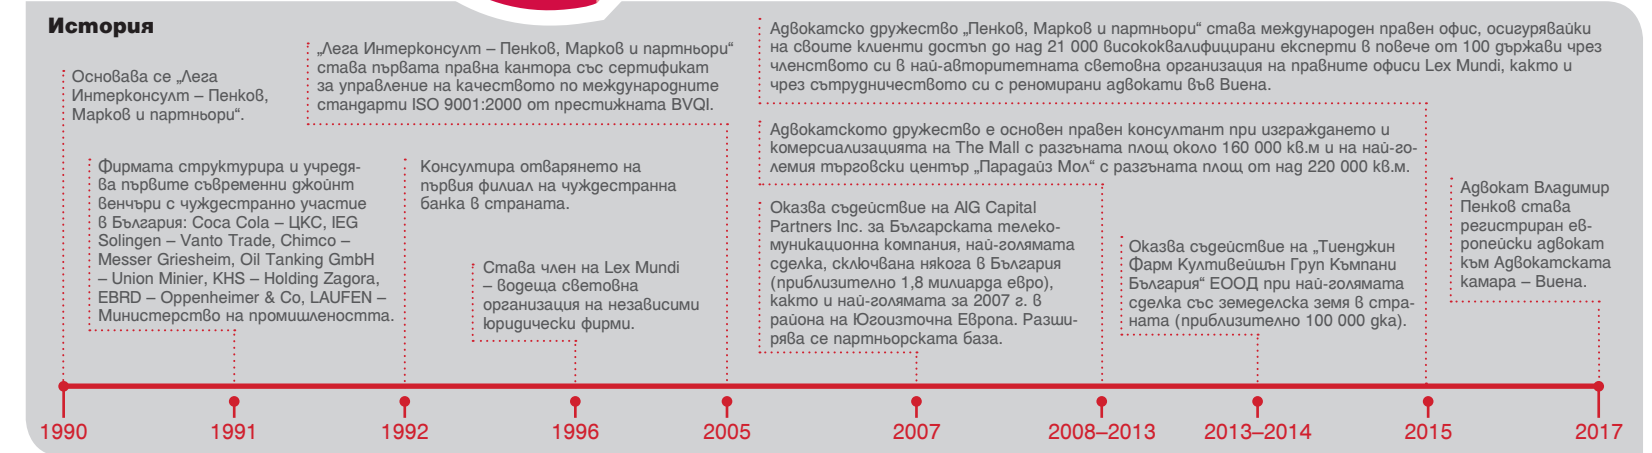 История
Основава се „Лега
Интерконсулт – Пенков,
Марков и партньори“.
Фирмата структурира и учредя-
ва първите съвременни джойнт
венчъри с чуждестранно участие
в България: Coca Cola – ЦКС, IEG
Solingen – Vanto Trade, Chimco –
Messer Griesheim, Oil Tanking GmbH
– Union Minier, KHS – Holding Zagora,
EBRD – Oppenheimer & Co, LAUFEN –
Министерство на промишлеността.
Консултира отварянето на
първия филиал на чуждестранна
банка в страната.
Става член на Lex Mundi
– водеща световна
организация на независими
юридически фирми.
„Лега Интерконсулт – Пенков, Марков и партньори“
става първата правна кантора със сертификат
за управление на качеството по международните
стандарти ISO 9001:2000 от престижната BVQI.
Оказва съдействие на AIG Capital
Partners Inc. за Българската телеко-
муникационна компания, най-голямата
сделка, сключвана някога в България
(приблизително 1,8 милиарда евро),
както и най-голямата за 2007 г. в
района на Югоизточна Европа. Разши-
рява се партньорската база.
Адвокатското дружество е основен правен консултант при изграждането и
комерсиализацията на The Mall с разгъната площ около 160 000 кв.м и на най-го-
лемия търговски център „Парадайз Мол“ с разгъната площ от над 220 000 кв.м.
Оказва съдействие на „Тиенджин
Фарм Култивейшън Груп Къмпани
България“ ЕООД при най-голямата
сделка със земеделска земя в стра-
ната (приблизително 100 000 дка).
Адвокатско дружество „Пенков, Марков и партньори“ става международен правен офис, осигурявайки
на своите клиенти достъп до над 21 000 висококвалифицирани експерти в повече от 100 държави чрез
членството си в най-авторитетната световна организация на правните офиси Lex Mundi, както и
чрез сътрудничеството си с реномирани адвокати във Виена.
Адвокат Владимир
Пенков става
регистриран ев-
ропейски адвокат
към Адвокатската
камара – Виена.
1990 1991 1992 1996 2005 2007 2008–2013 2013–2014 2015 2017